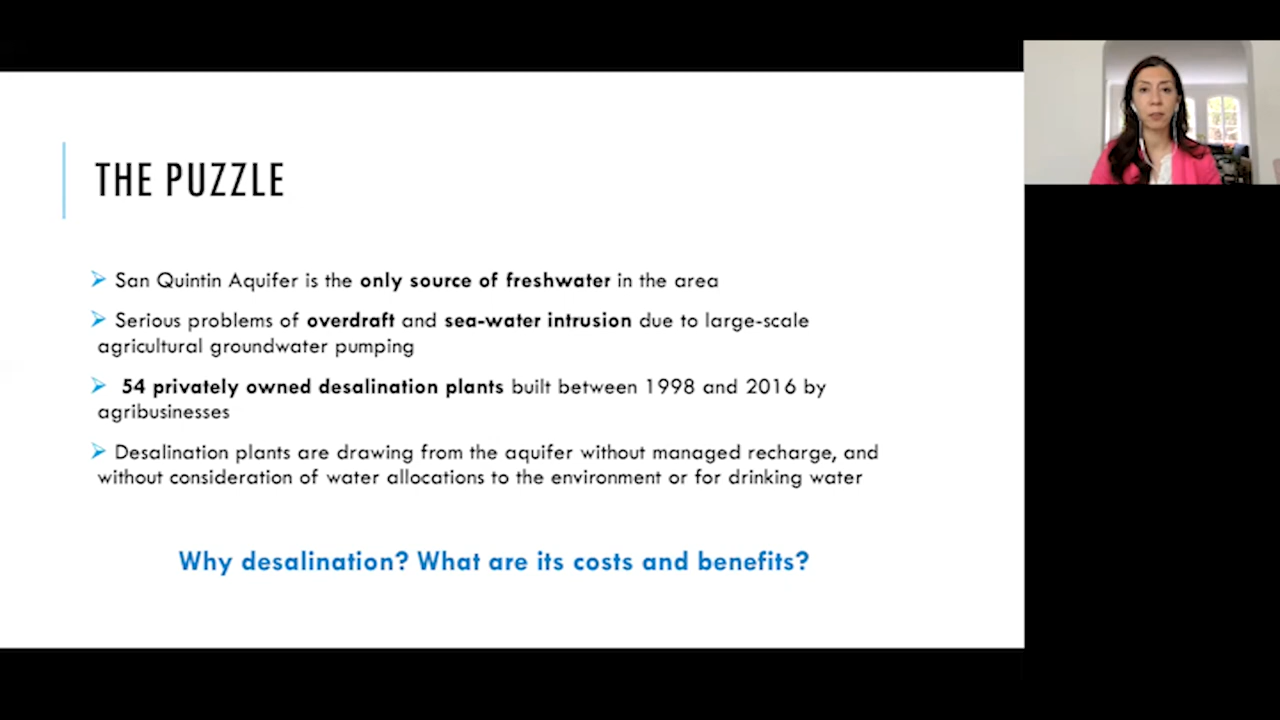 THE PUZZLE
San Quintin Aquifer is the only source of freshwater in the area
Serious problems of overdraft and sea-water intrusion due to large-scale
agricultural groundwater pumping
54 privately owned desalination plants built between 1998 and 2016 by
agribusinesses
Desalination plants are drawing from the aquifer without managed recharge, and
without consideration of water allocations to the environment or for drinking water
Why desalination? What are its costs and benefits?